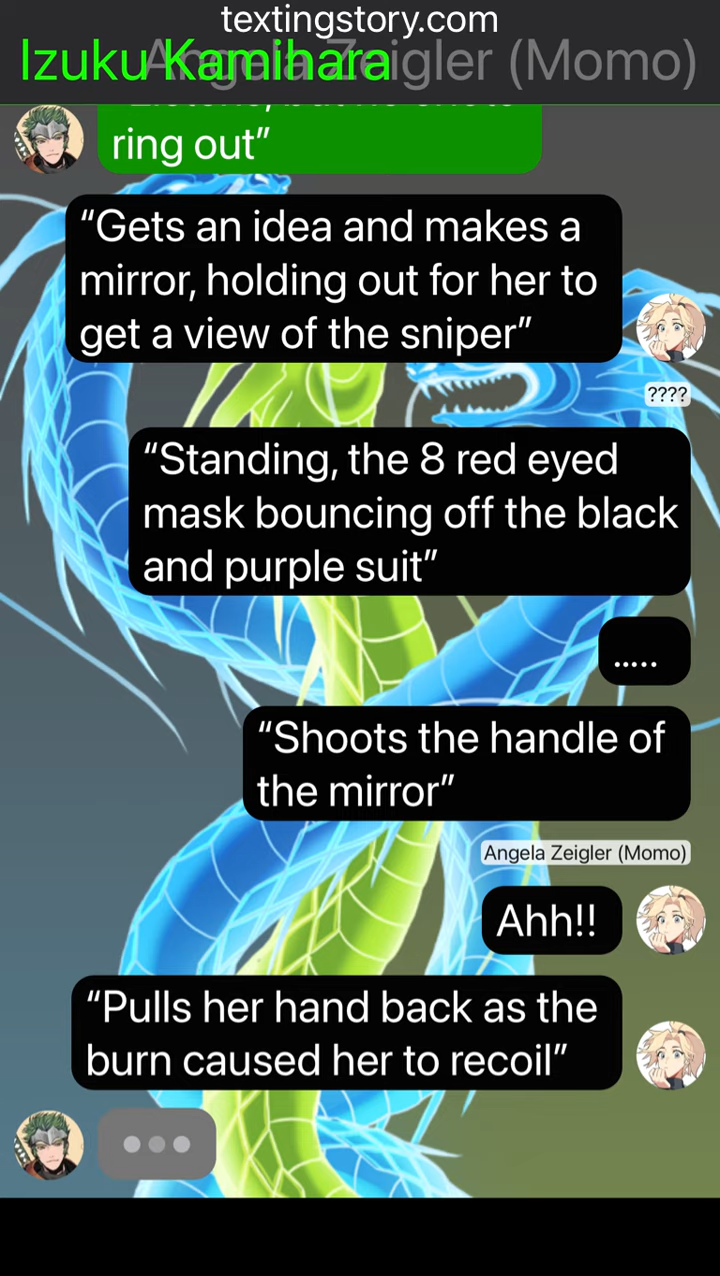 textingstory.com
Izuku Kamihara
Angela Zeigler (Momo)
ring out”
“Gets an idea and makes a
mirror, holding out for her to
get a view of the sniper”
????
“Standing, the 8 red eyed
mask bouncing off the black
and purple suit”
.....
“Shoots the handle of
the mirror”
Angela Zeigler (Momo)
Ahh!!
“Pulls her hand back as the
burn caused her to recoil”